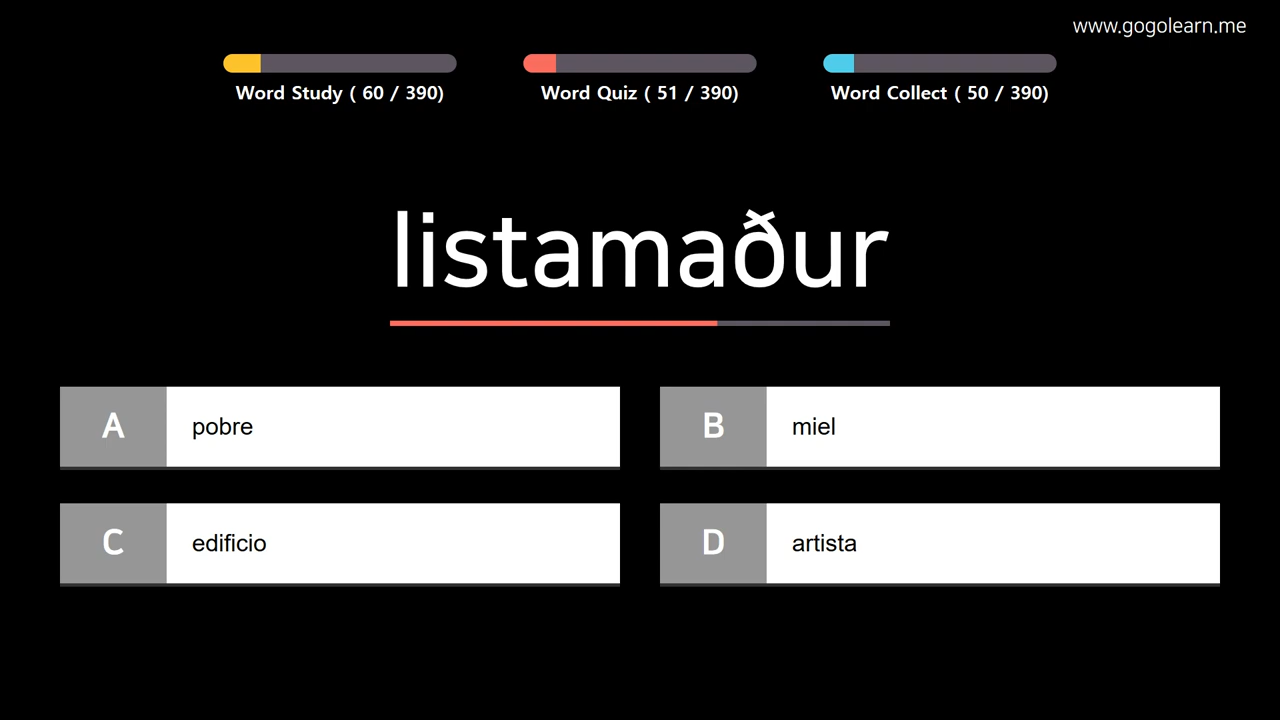 www.gogolearn.me
Word Study ( 60 / 390)
Word Quiz ( 51 / 390)
Word Collect ( 50 / 390)
listamaður
A pobre
B miel
C edificio
D artista